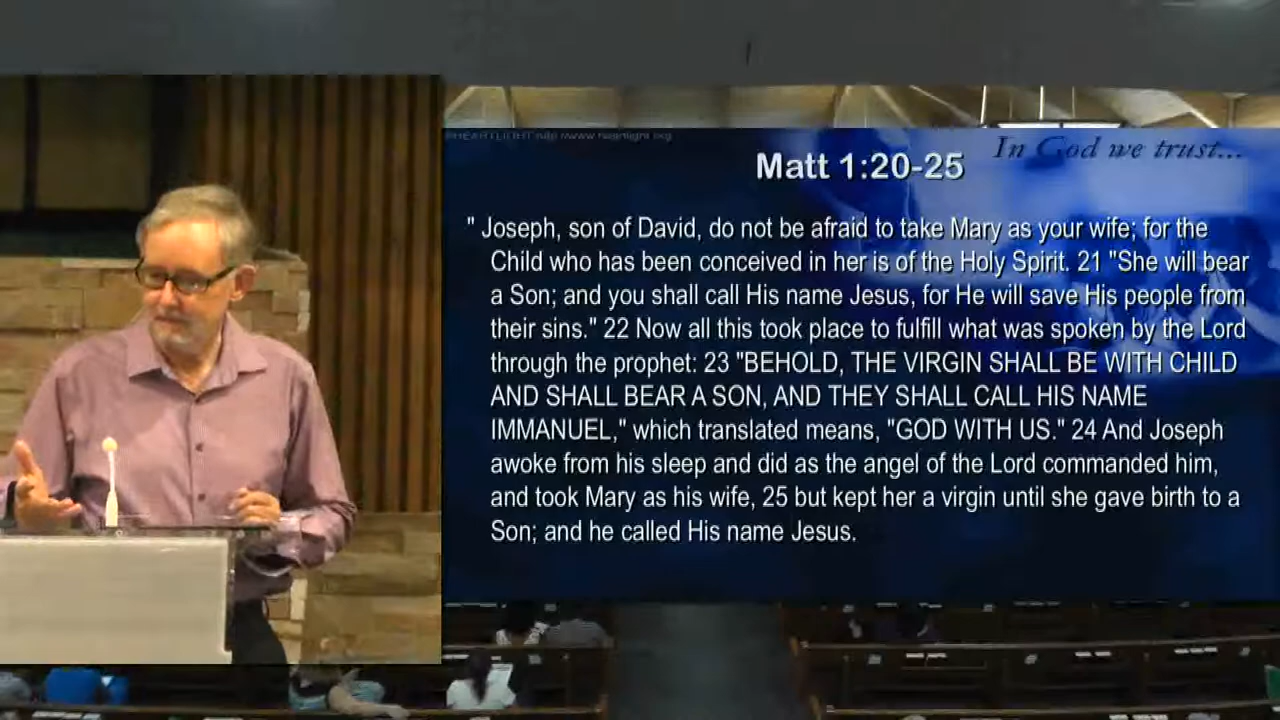 In God we trust...
Matt 1:20-25
" Joseph, son of David, do not be afraid to take Mary as your wife; for the
Child who has been conceived in her is of the Holy Spirit. 21 "She will bear
a Son; and you shall call His name Jesus, for He will save His people from
their sins." 22 Now all this took place to fulfill what was spoken by the Lord
through the prophet: 23 "BEHOLD, THE VIRGIN SHALL BE WITH CHILD
AND SHALL BEAR A SON, AND THEY SHALL CALL HIS NAME
IMMANUEL," which translated means, "GOD WITH US." 24 And Joseph
awoke from his sleep and did as the angel of the Lord commanded him,
and took Mary as his wife, 25 but kept her a virgin until she gave birth to a
Son; and he called His name Jesus.